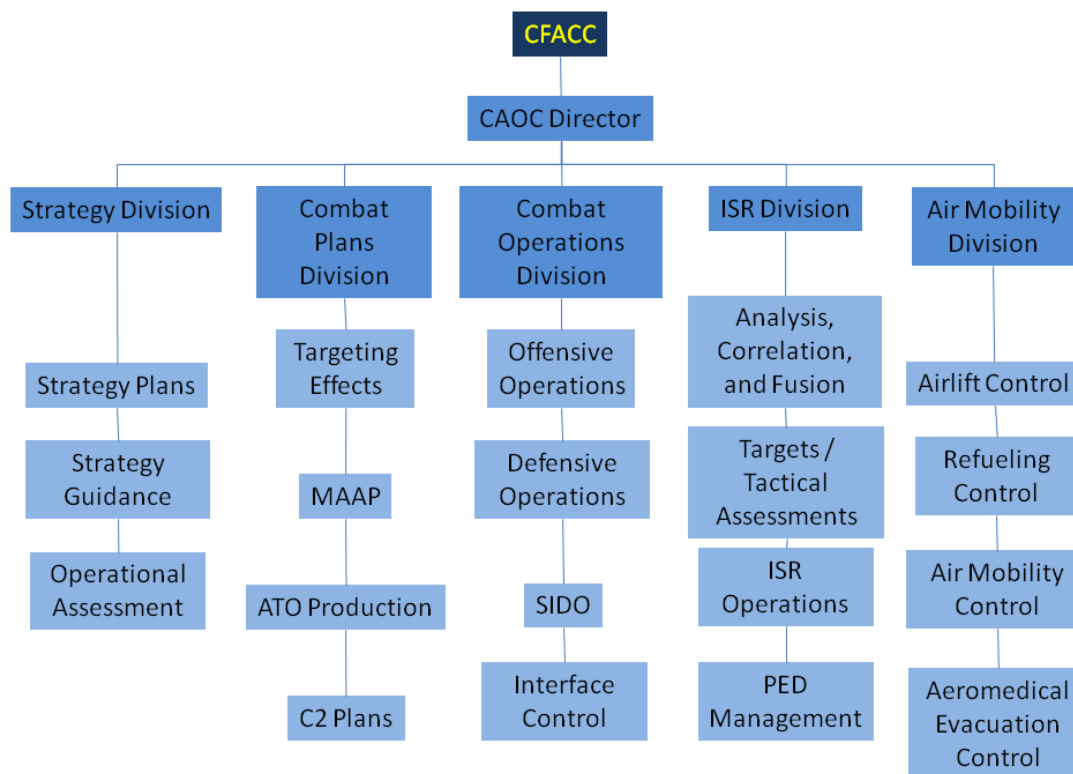 CFACC
CAOC Director
Strategy Division
Combat
Plans
Division
Combat
Operations
Division
ISR Division
Air Mobility
Division
Strategy Plans
Strategy
Guidance
Operational
Assessment
Targeting
Effects
MAAP
ATO Production
C2 Plans
Offensive
Operations
Defensive
Operations
SIDO
Interface
Control
Analysis,
Correlation,
and Fusion
Targets /
Tactical
Assessments
ISR
Operations
PED
Management
Airlift Control
Refueling
Control
Air Mobility
Control
Aeromedical
Evacuation
Control